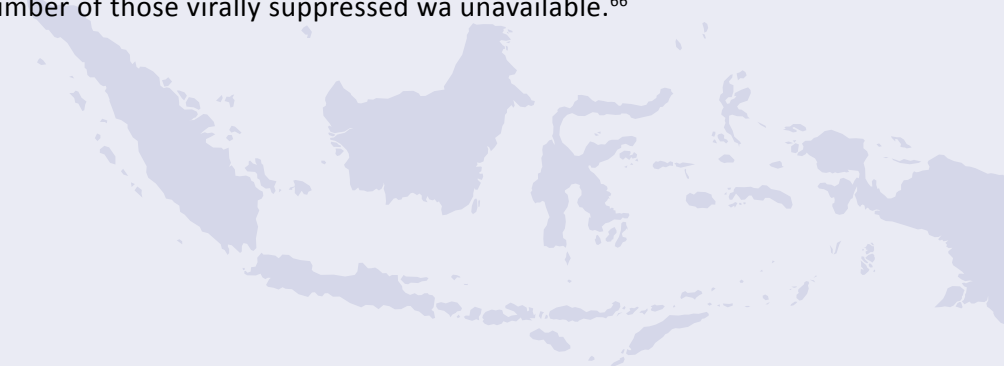 umber of those virally suppressed wa unavailable.⁶⁶